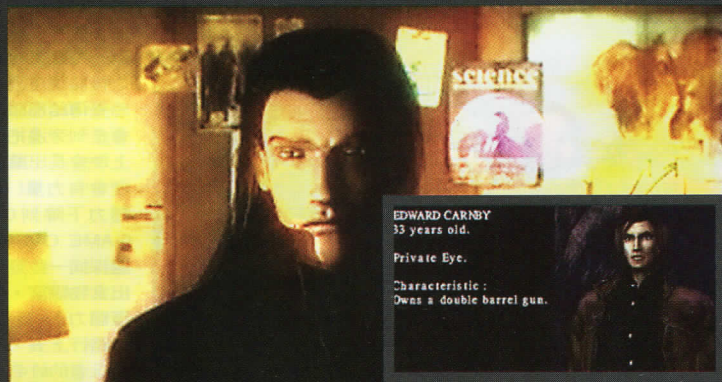 science
EDWARD CARNBY
33 years old.
Private Eye.
Characteristic :
Owns a double barrel gun.